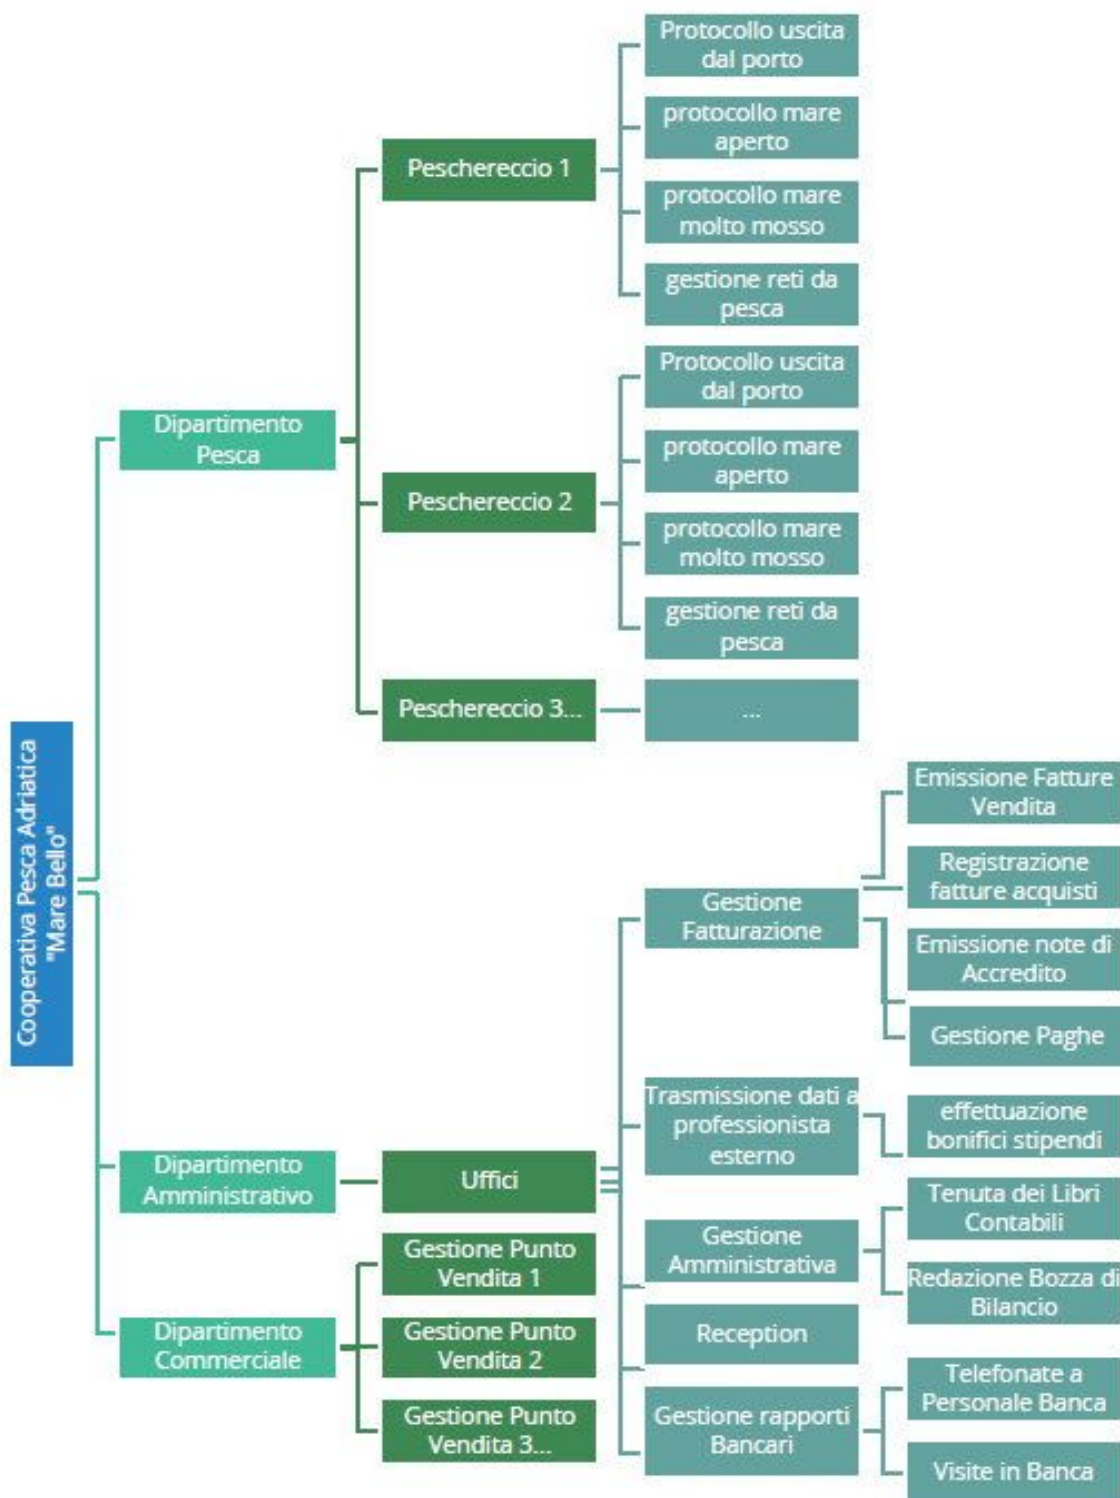 Cooperativa Pesca Adriatica
"Mare Bello"
Dipartimento
Pesca
Peschereccio 1
Protocollo uscita
dal porto
protocollo mare
aperto
protocollo mare
molto mosso
gestione reti da
pesca
Peschereccio 2
Protocollo uscita
dal porto
protocollo mare
aperto
protocollo mare
molto mosso
gestione reti da
pesca
Peschereccio 3...
...
Dipartimento
Amministrativo
Uffici
Gestione
Fatturazione
Emissione Fatture
Vendita
Registrazione
fatture acquisti
Emissione note di
Accredito
Gestione Paghe
Trasmissione dati a
professionista
esterno
effettuazione
bonifici stipendi
Gestione
Amministrativa
Tenuta dei Libri
Contabili
Redazione Bozza di
Bilancio
Reception
Gestione rapporti
Bancari
Telefonate a
Personale Banca
Visite in Banca
Dipartimento
Commerciale
Gestione Punto
Vendita 1
Gestione Punto
Vendita 2
Gestione Punto
Vendita 3...